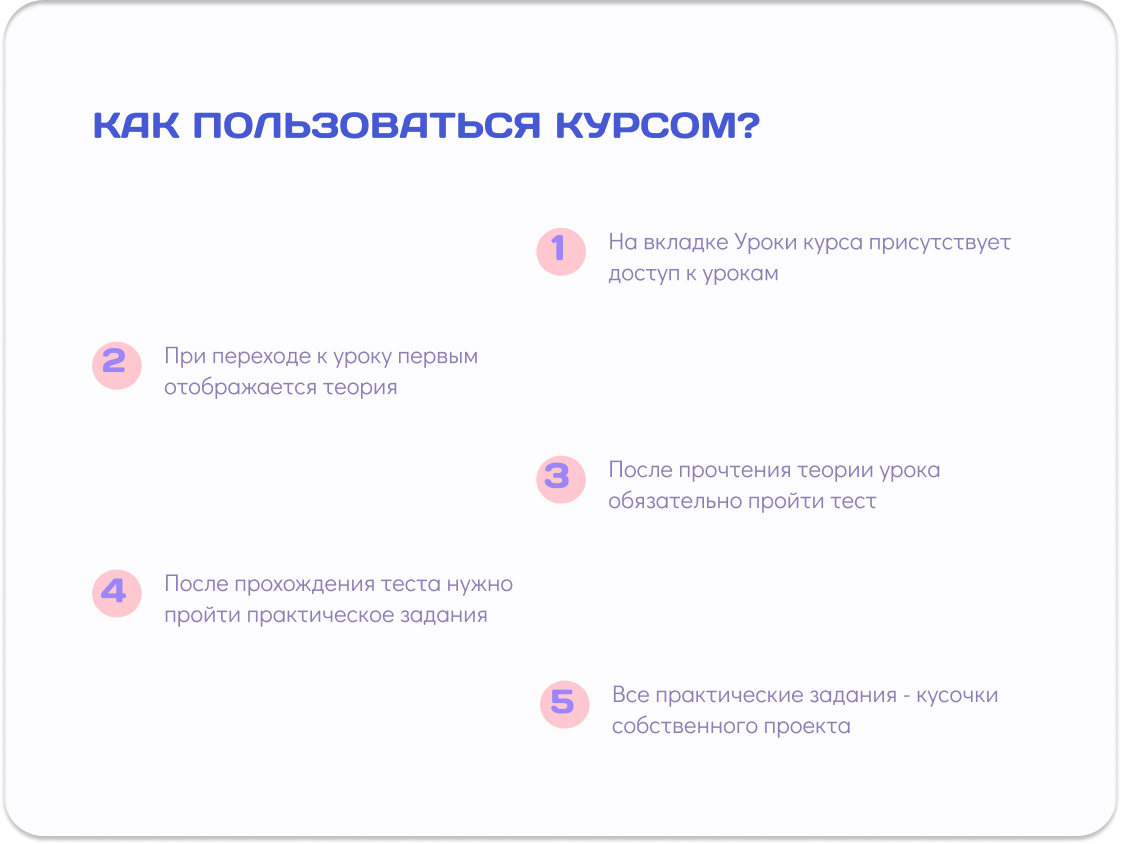 КАК ПОЛЬЗОВАТЬСЯ КУРСОМ?
1
На вкладке Уроки курса присутствует
доступ к урокам
2
При переходе к уроку первым
отображается теория
3
После прочтения теории урока
обязательно пройти тест
4
После прохождения теста нужно
пройти практическое задания
5
Все практические задания - кусочки
собственного проекта